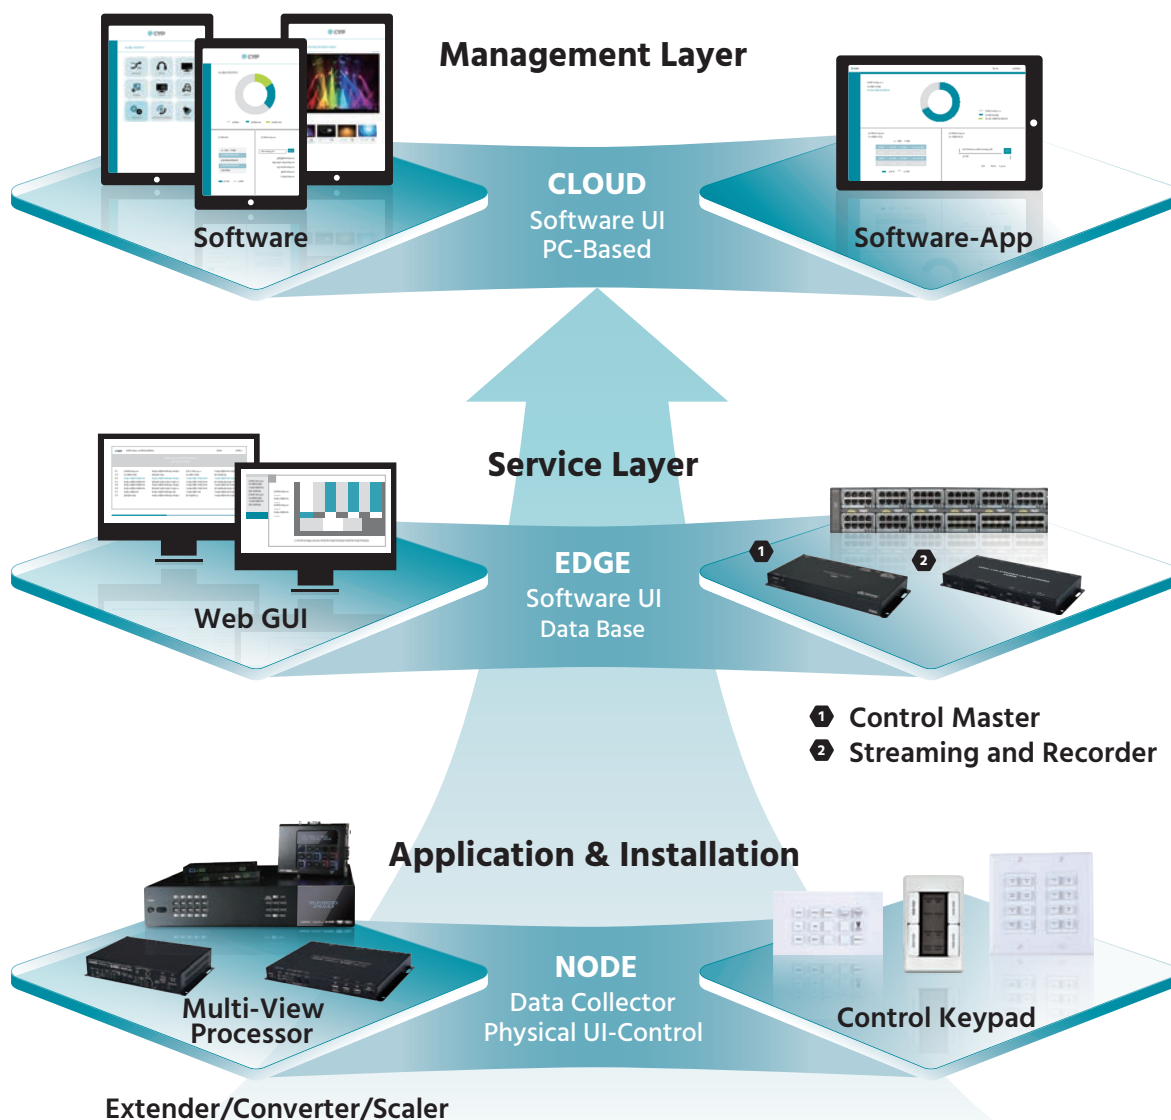 Management Layer
CLOUD
Software UI
PC-Based
Software
Software-App
Service Layer
EDGE
Software UI
Data Base
Web GUI
1
2
1 Control Master
2 Streaming and Recorder
Application & Installation
NODE
Data Collector
Physical UI-Control
Multi-View
Processor
Control Keypad
Extender/Converter/Scaler